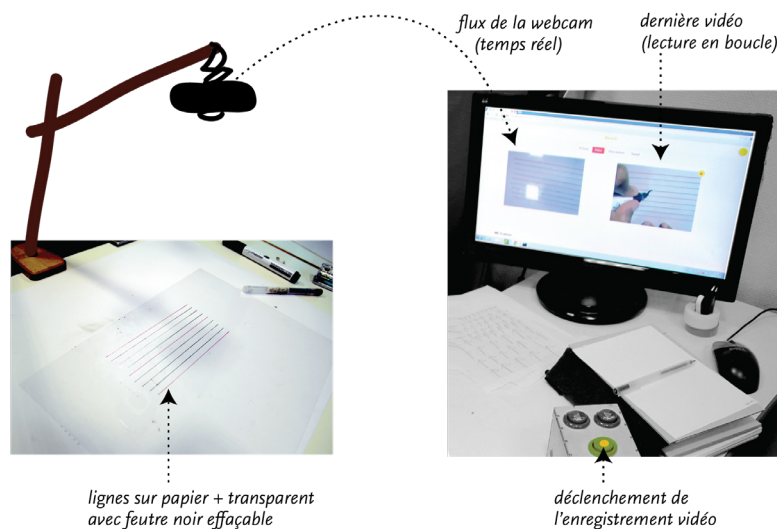 flux de la webcam
(temps réel)
dernière vidéo
(lecture en boucle)
lignes sur papier + transparent
avec feutre noir effaçable
déclenchement de
l'enregistrement vidéo